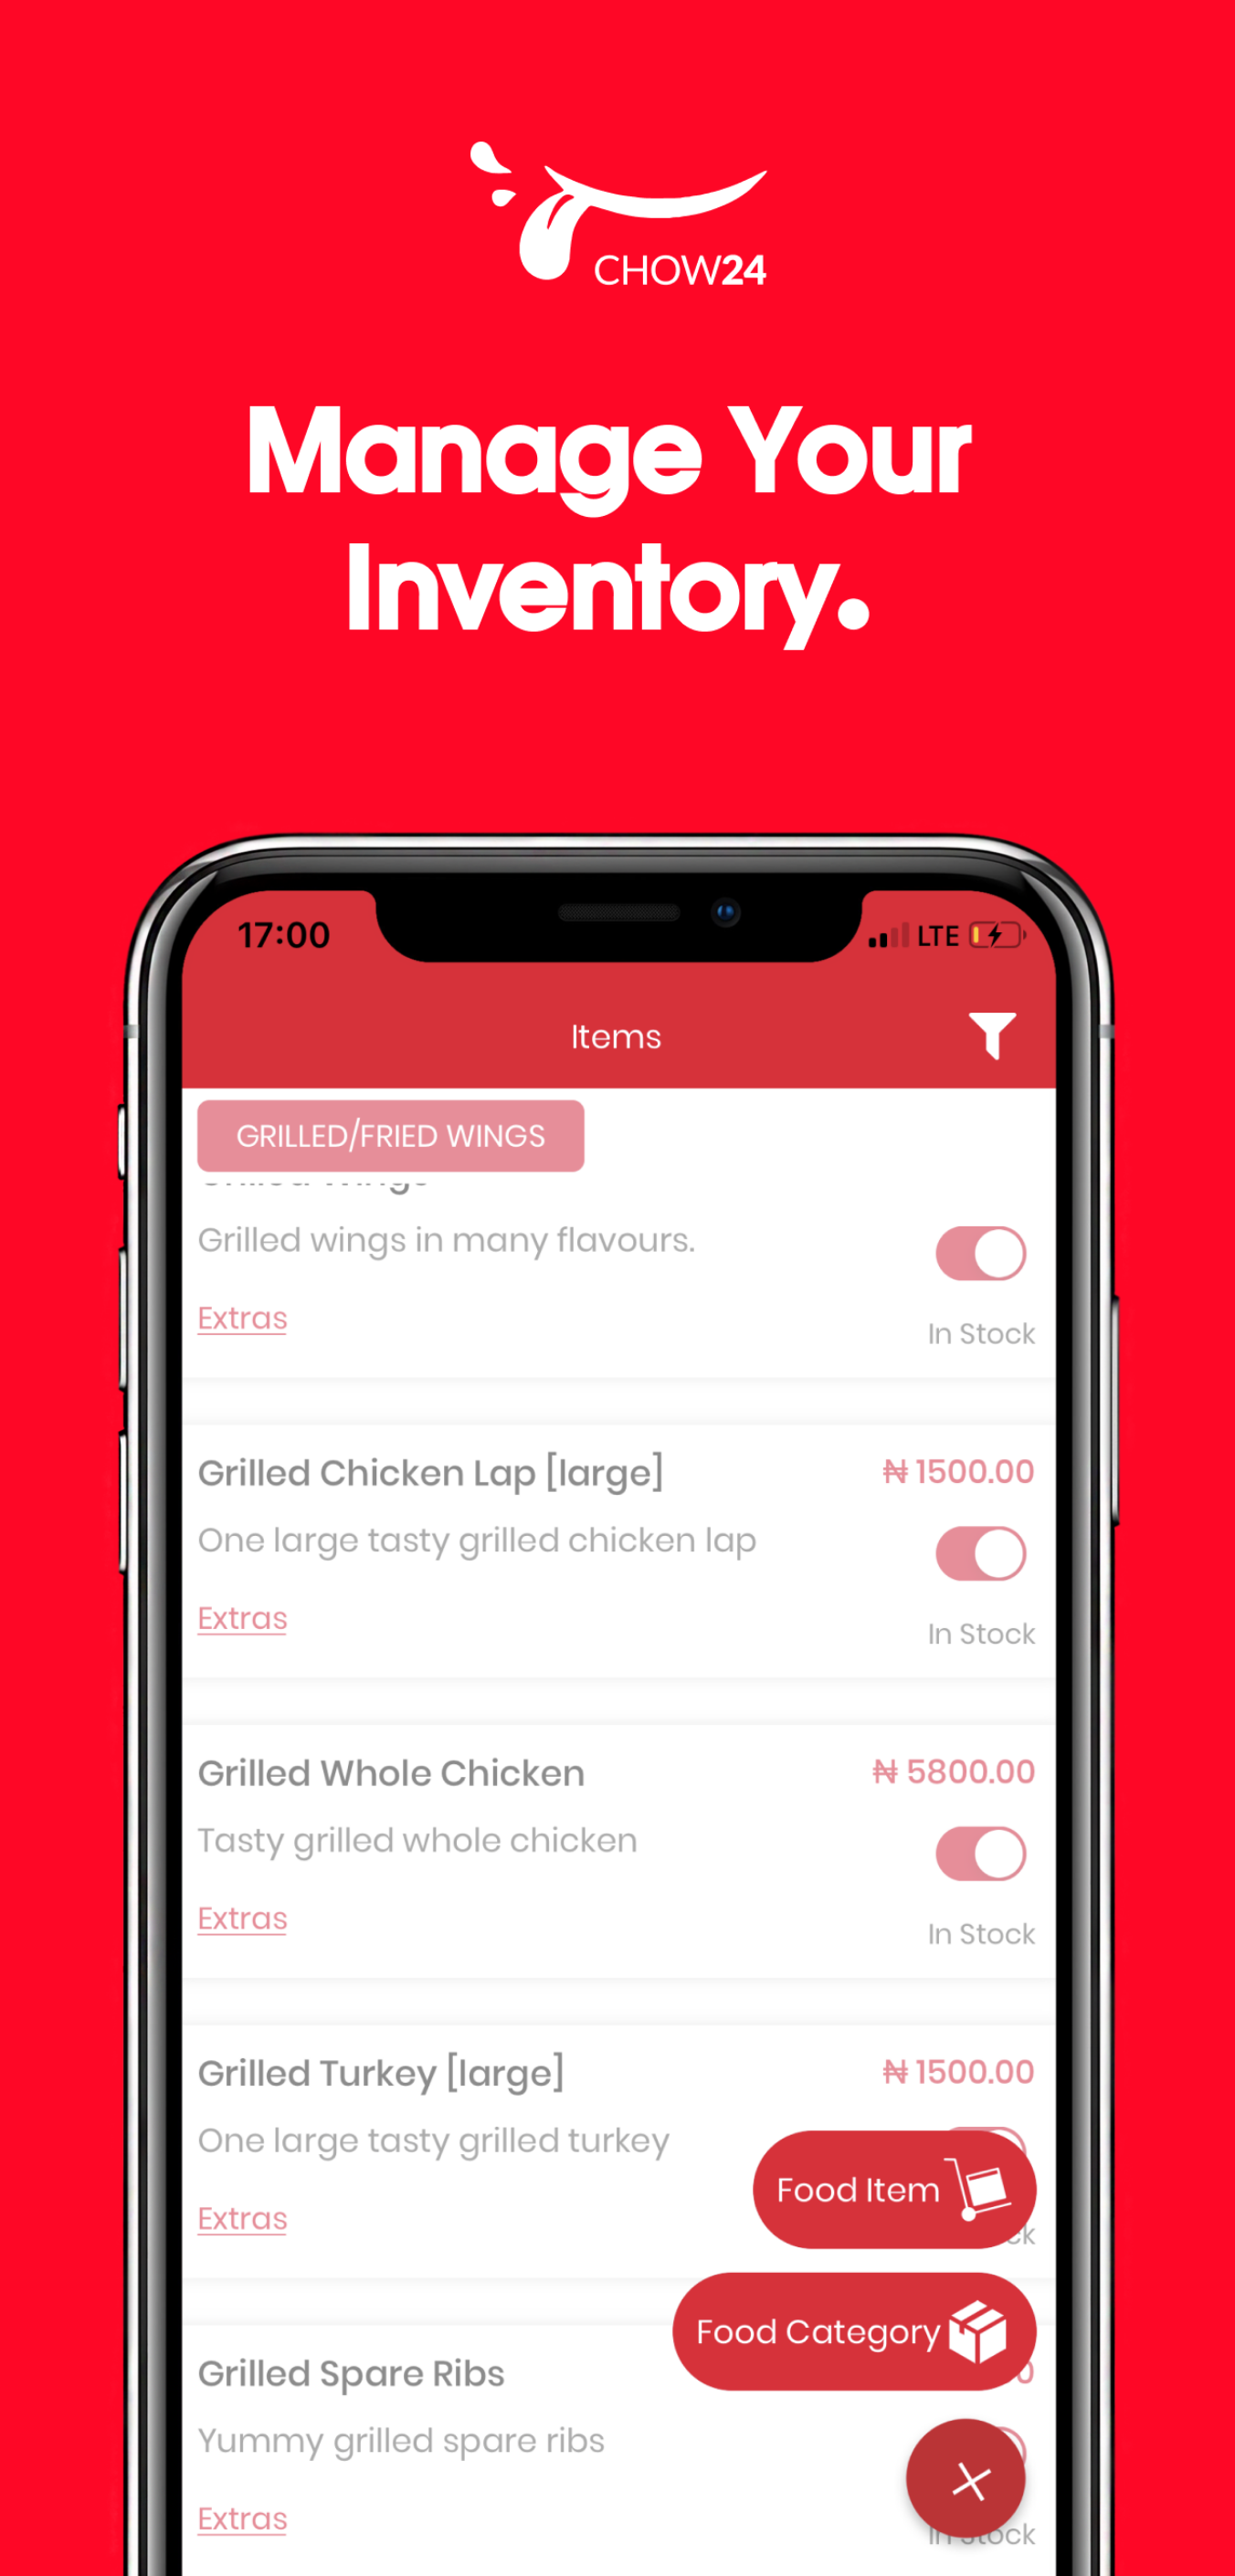 CHOW24
Manage Your
Inventory.
17:00
LTE
Items
GRILLED/FRIED WINGS
Grilled wings in many flavours.
Extras
In Stock
Grilled Chicken Lap [large]
₦ 1500.00
One large tasty grilled chicken lap
Extras
In Stock
Grilled Whole Chicken
₦ 5800.00
Tasty grilled whole chicken
Extras
In Stock
Grilled Turkey [large]
₦ 1500.00
One large tasty grilled turkey
Food Item
Extras
Food Category
Grilled Spare Ribs
Yummy grilled spare ribs
Extras
In Stock